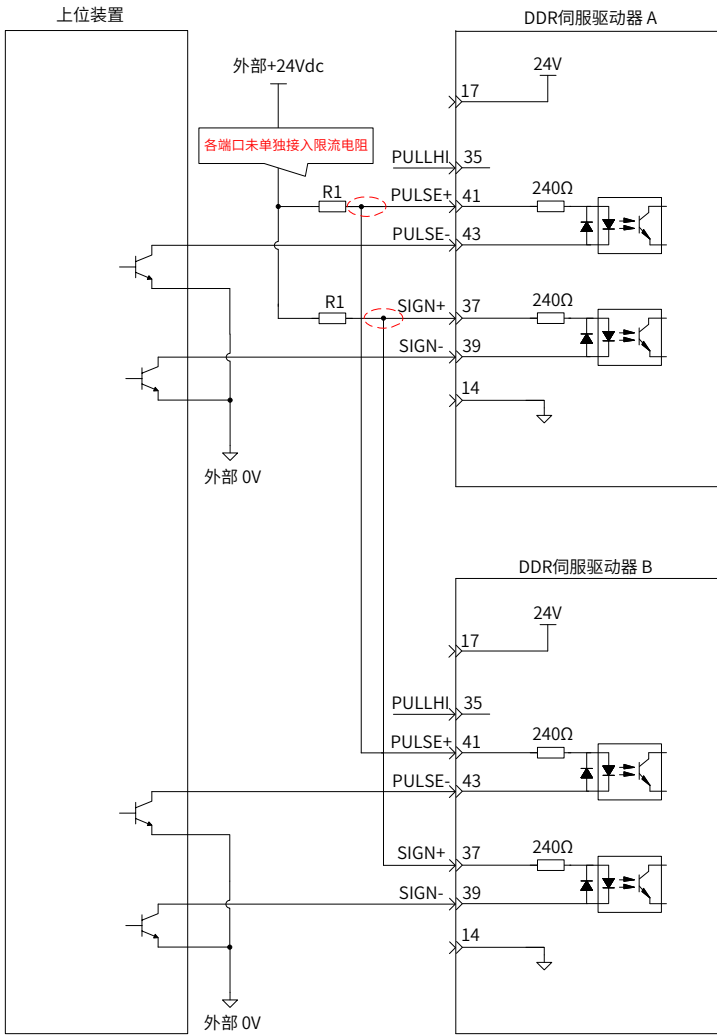 上位装置
DDR伺服驱动器 A
外部+24Vdc
24V
17
各端口未单独接入限流电阻
PULLHI
35
R1
PULSE+
41
240Ω
PULSE-
43
R1
SIGN+
37
240Ω
SIGN-
39
14
外部 0V
DDR伺服驱动器 B
24V
17
PULLHI
35
PULSE+
41
240Ω
PULSE-
43
SIGN+
37
240Ω
SIGN-
39
14
外部 0V